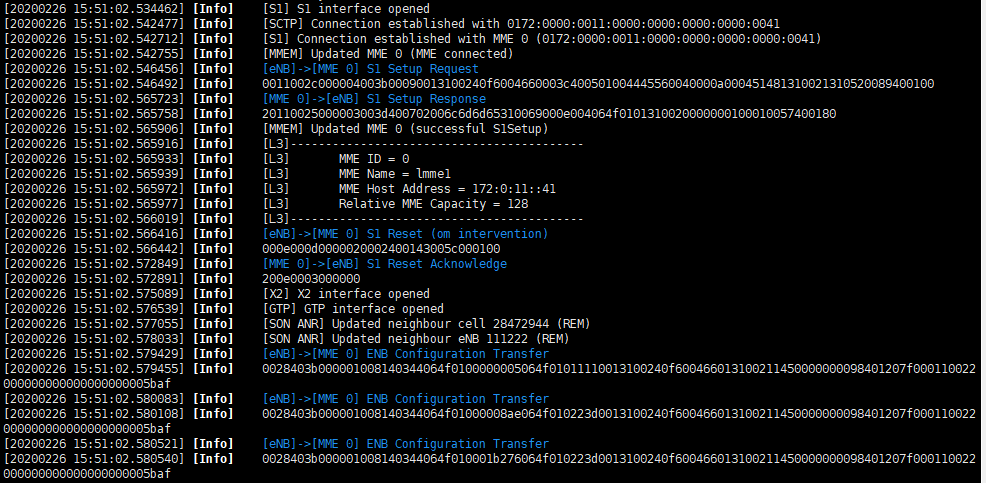 [20200226 15:51:02.534462] [Info] [S1] S1 interface opened
[20200226 15:51:02.542477] [Info] [SCTP] Connection established with 0172:0000:0011:0000:0000:0000:0000:0041
[20200226 15:51:02.542712] [Info] [S1] Connection established with MME 0 (0172:0000:0011:0000:0000:0000:0000:0041)
[20200226 15:51:02.542755] [Info] [MMEM] Updated MME 0 (MME connected)
[20200226 15:51:02.546456] [Info] [eNB]->[MME 0] S1 Setup Request
[20200226 15:51:02.546492] [Info] 0011002c000004003b00090013100240f6004660003c400501004445560040000a000451481310021310520089400100
[20200226 15:51:02.565723] [Info] [MME 0]->[eNB] S1 Setup Response
[20200226 15:51:02.565758] [Info] 20110025000003003d400702006c6d6d65310069000e004064f01013100200000001000100574001​80
[20200226 15:51:02.565906] [Info] [MMEM] Updated MME 0 (successful S1Setup)
[20200226 15:51:02.565916] [Info] [L3]------------------------------------------
[20200226 15:51:02.565933] [Info] [L3] MME ID = 0
[20200226 15:51:02.565939] [Info] [L3] MME Name = lmme1
[20200226 15:51:02.565972] [Info] [L3] MME Host Address = 172:0:11::41
[20200226 15:51:02.565977] [Info] [L3] Relative MME Capacity = 128
[20200226 15:51:02.566019] [Info] [L3]------------------------------------------
[20200226 15:51:02.566416] [Info] [eNB]->[MME 0] S1 Reset (om intervention)
[20200226 15:51:02.566442] [Info] 000e000d0000020002400143005c000100
[20200226 15:51:02.572849] [Info] [MME 0]->[eNB] S1 Reset Acknowledge
[20200226 15:51:02.572891] [Info] 200e0003000000
[20200226 15:51:02.575089] [Info] [X2] X2 interface opened
[20200226 15:51:02.576539] [Info] [GTP] GTP interface opened
[20200226 15:51:02.577055] [Info] [SON ANR] Updated neighbour cell 28472944 (REM)
[20200226 15:51:02.578033] [Info] [SON ANR] Updated neighbour eNB 111222 (REM)
[20200226 15:51:02.579429] [Info] [eNB]->[MME 0] ENB Configuration Transfer
[20200226 15:51:02.579455] [Info] 0028403b000001008140344064f0100000005064f01011110013100240f6004660131002114500000000098401207f000110022
000000000000000000005baf
[20200226 15:51:02.580083] [Info] [eNB]->[MME 0] ENB Configuration Transfer
[20200226 15:51:02.580108] [Info] 0028403b000001008140344064f01000008ae064f010223d0013100240f6004660131002114500000000098401207f000110022
000000000000000000005baf
[20200226 15:51:02.580521] [Info] [eNB]->[MME 0] ENB Configuration Transfer
[20200226 15:51:02.580540] [Info] 0028403b000001008140344064f010001b276064f010223d0013100240f6004660131002114500000000098401207f000110022
000000000000000000005baf